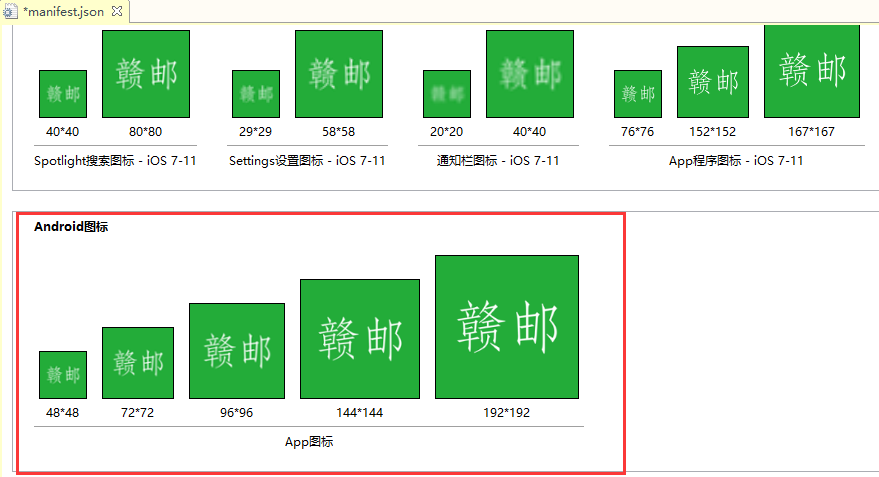 *manifest.json
赣邮 赣邮 赣邮 赣邮 赣邮 赣邮 赣邮 赣邮 赣邮
40*40 80*80 29*29 58*58 20*20 40*40 76*76 152*152 167*167
Spotlight搜索图标 - iOS 7-11 Settings设置图标 - iOS 7-11 通知栏图标 - iOS 7-11 App程序图标 - iOS 7-11
Android图标
赣邮 赣邮 赣邮 赣邮 赣邮
48*48 72*72 96*96 144*144 192*192
App图标